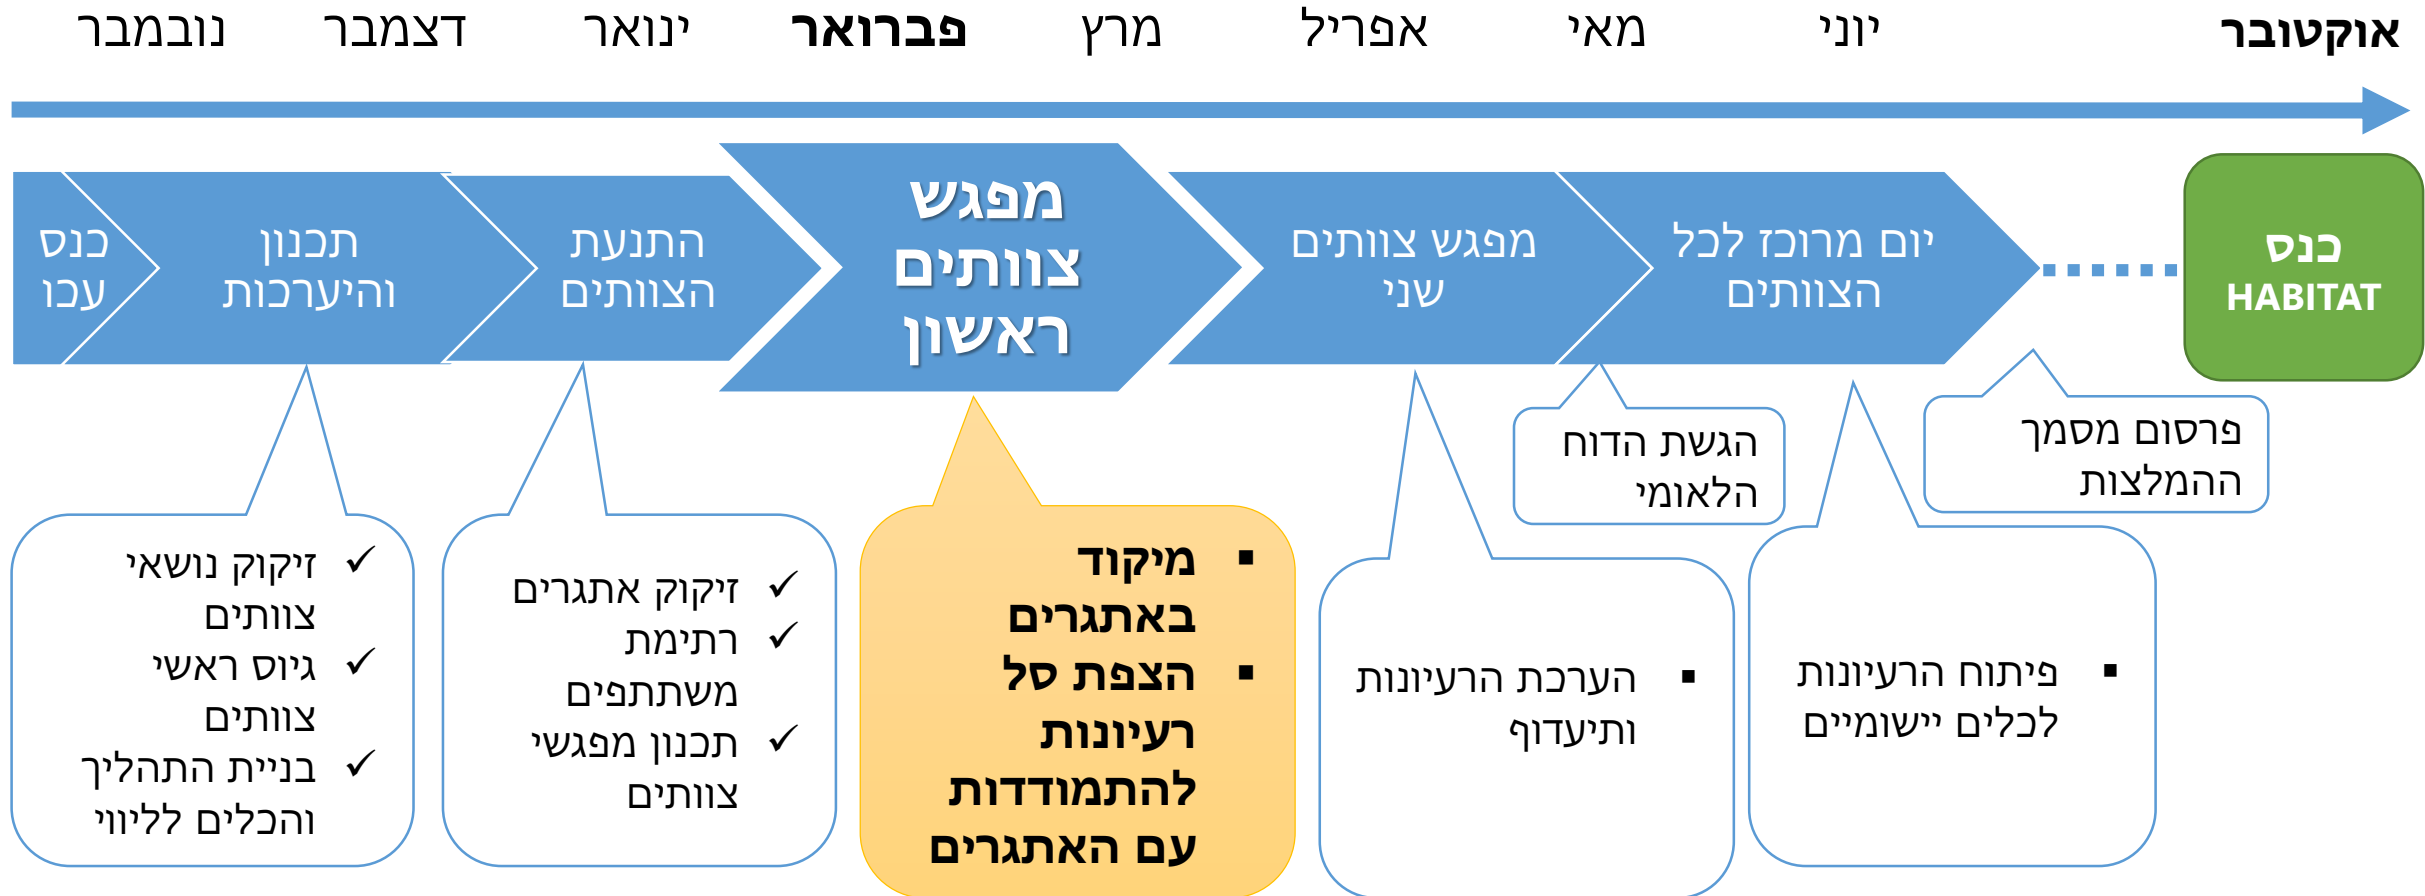 נובמבר
דצמבר
ינואר
פברואר
מרץ
אפריל
מאי
יוני
אוקטובר
כנס
עכו
תכנון
והיערכות
התנעת
הצוותים
מפגש
צוותים
ראשון
מפגש צוותים
שני
יום מרוכז לכל
הצוותים
כנס
HABITAT
✓ זיקוק נושאי
צוותים
✓ גיוס ראשי
צוותים
✓ בניית התהליך
והכלים לליווי
✓ זיקוק אתגרים
✓ רתימת
משתתפים
✓ תכנון מפגשי
צוותים
▪ מיקוד
באתגרים
▪ הצפת סל
רעיונות
להתמודדות
עם האתגרים
▪ הערכת הרעיונות
ותיעדוף
הגשת הדוח
הלאומי
▪ פיתוח הרעיונות
לכלים יישומיים
פרסום מסמך
ההמלצות